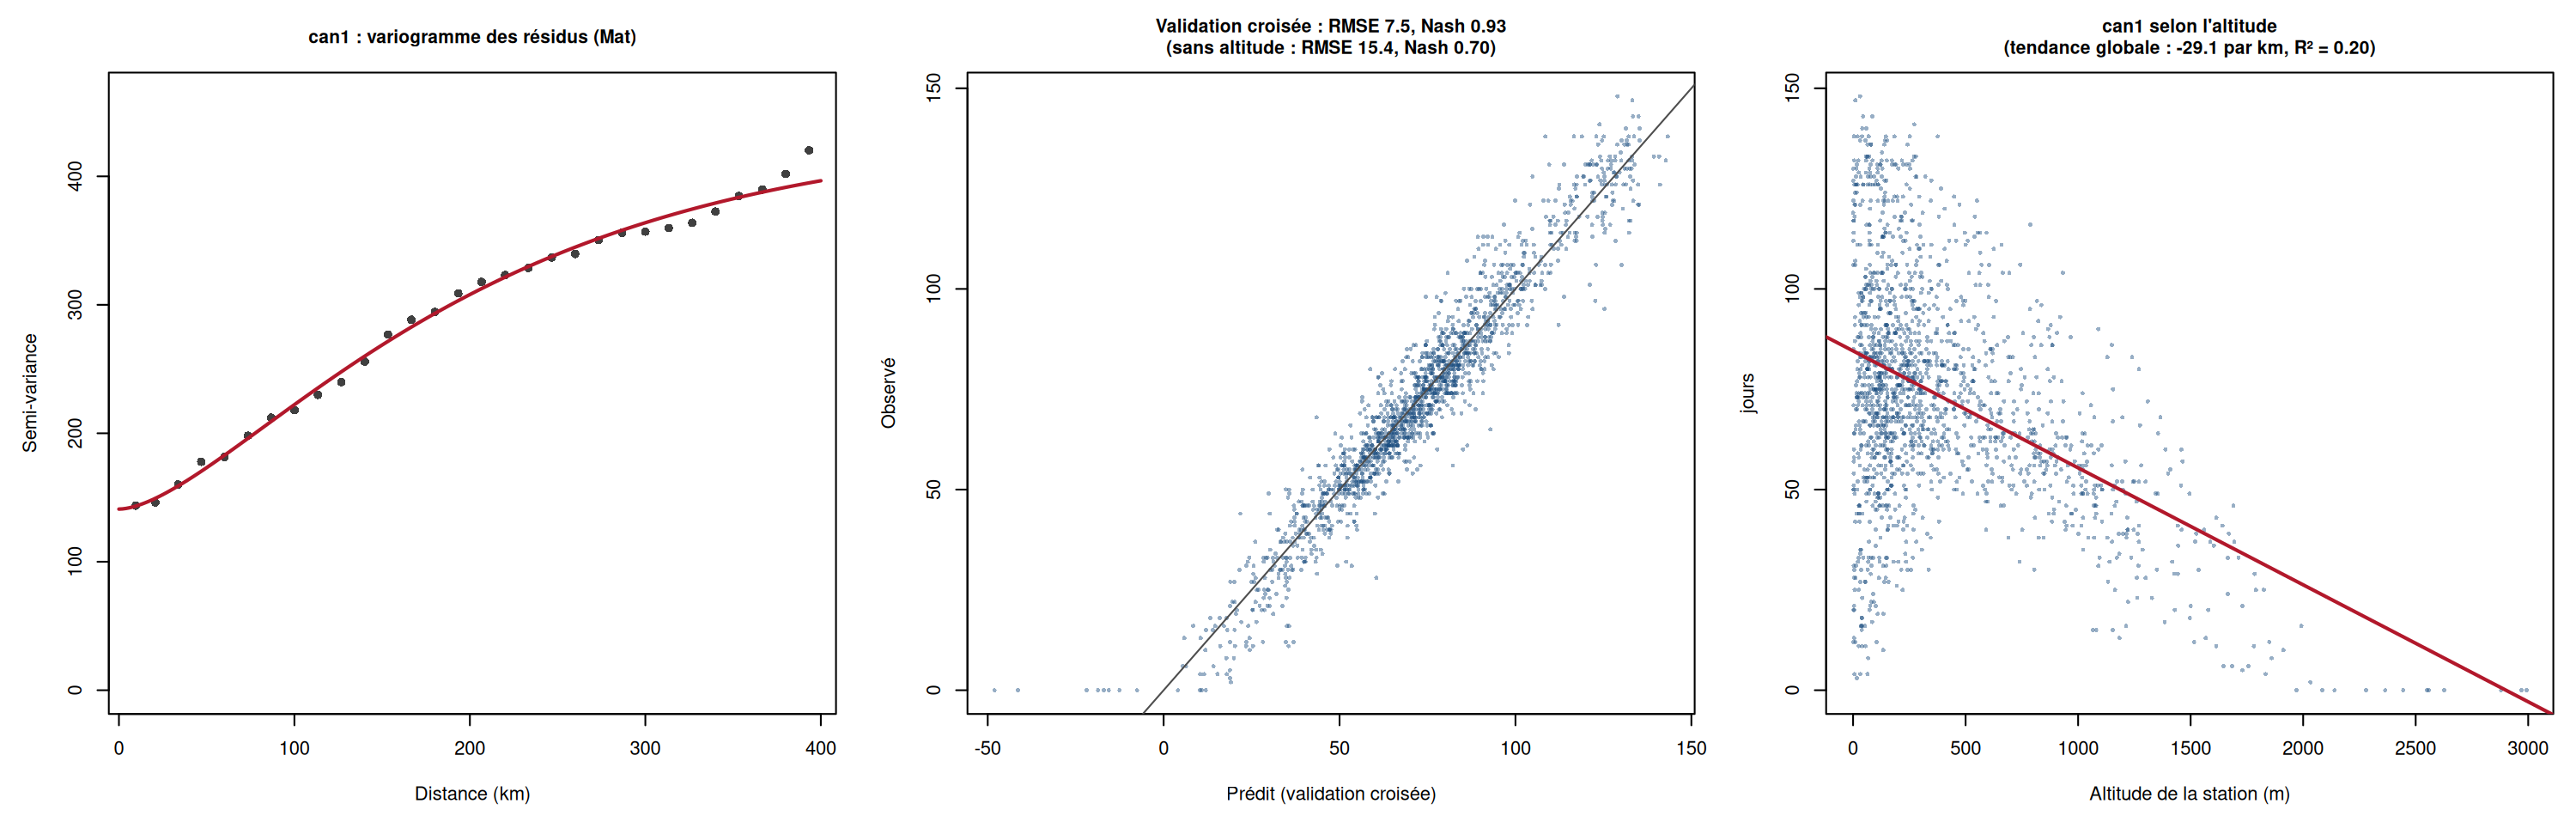 can1 : variogramme des résidus (Mat)
Semi-variance
400
300
200
100
0
0 100 200 300 400
Distance (km)
Validation croisée : RMSE 7.5, Nash 0.93
(sans altitude : RMSE 15.4, Nash 0.70)
Observé
150
100
50
0
-50 0 50 100 150
Prédit (validation croisée)
can1 selon l'altitude
(tendance globale : -29.1 par km, R² = 0.20)
jours
150
100
50
0
0 500 1000 1500 2000 2500 3000
Altitude de la station (m)